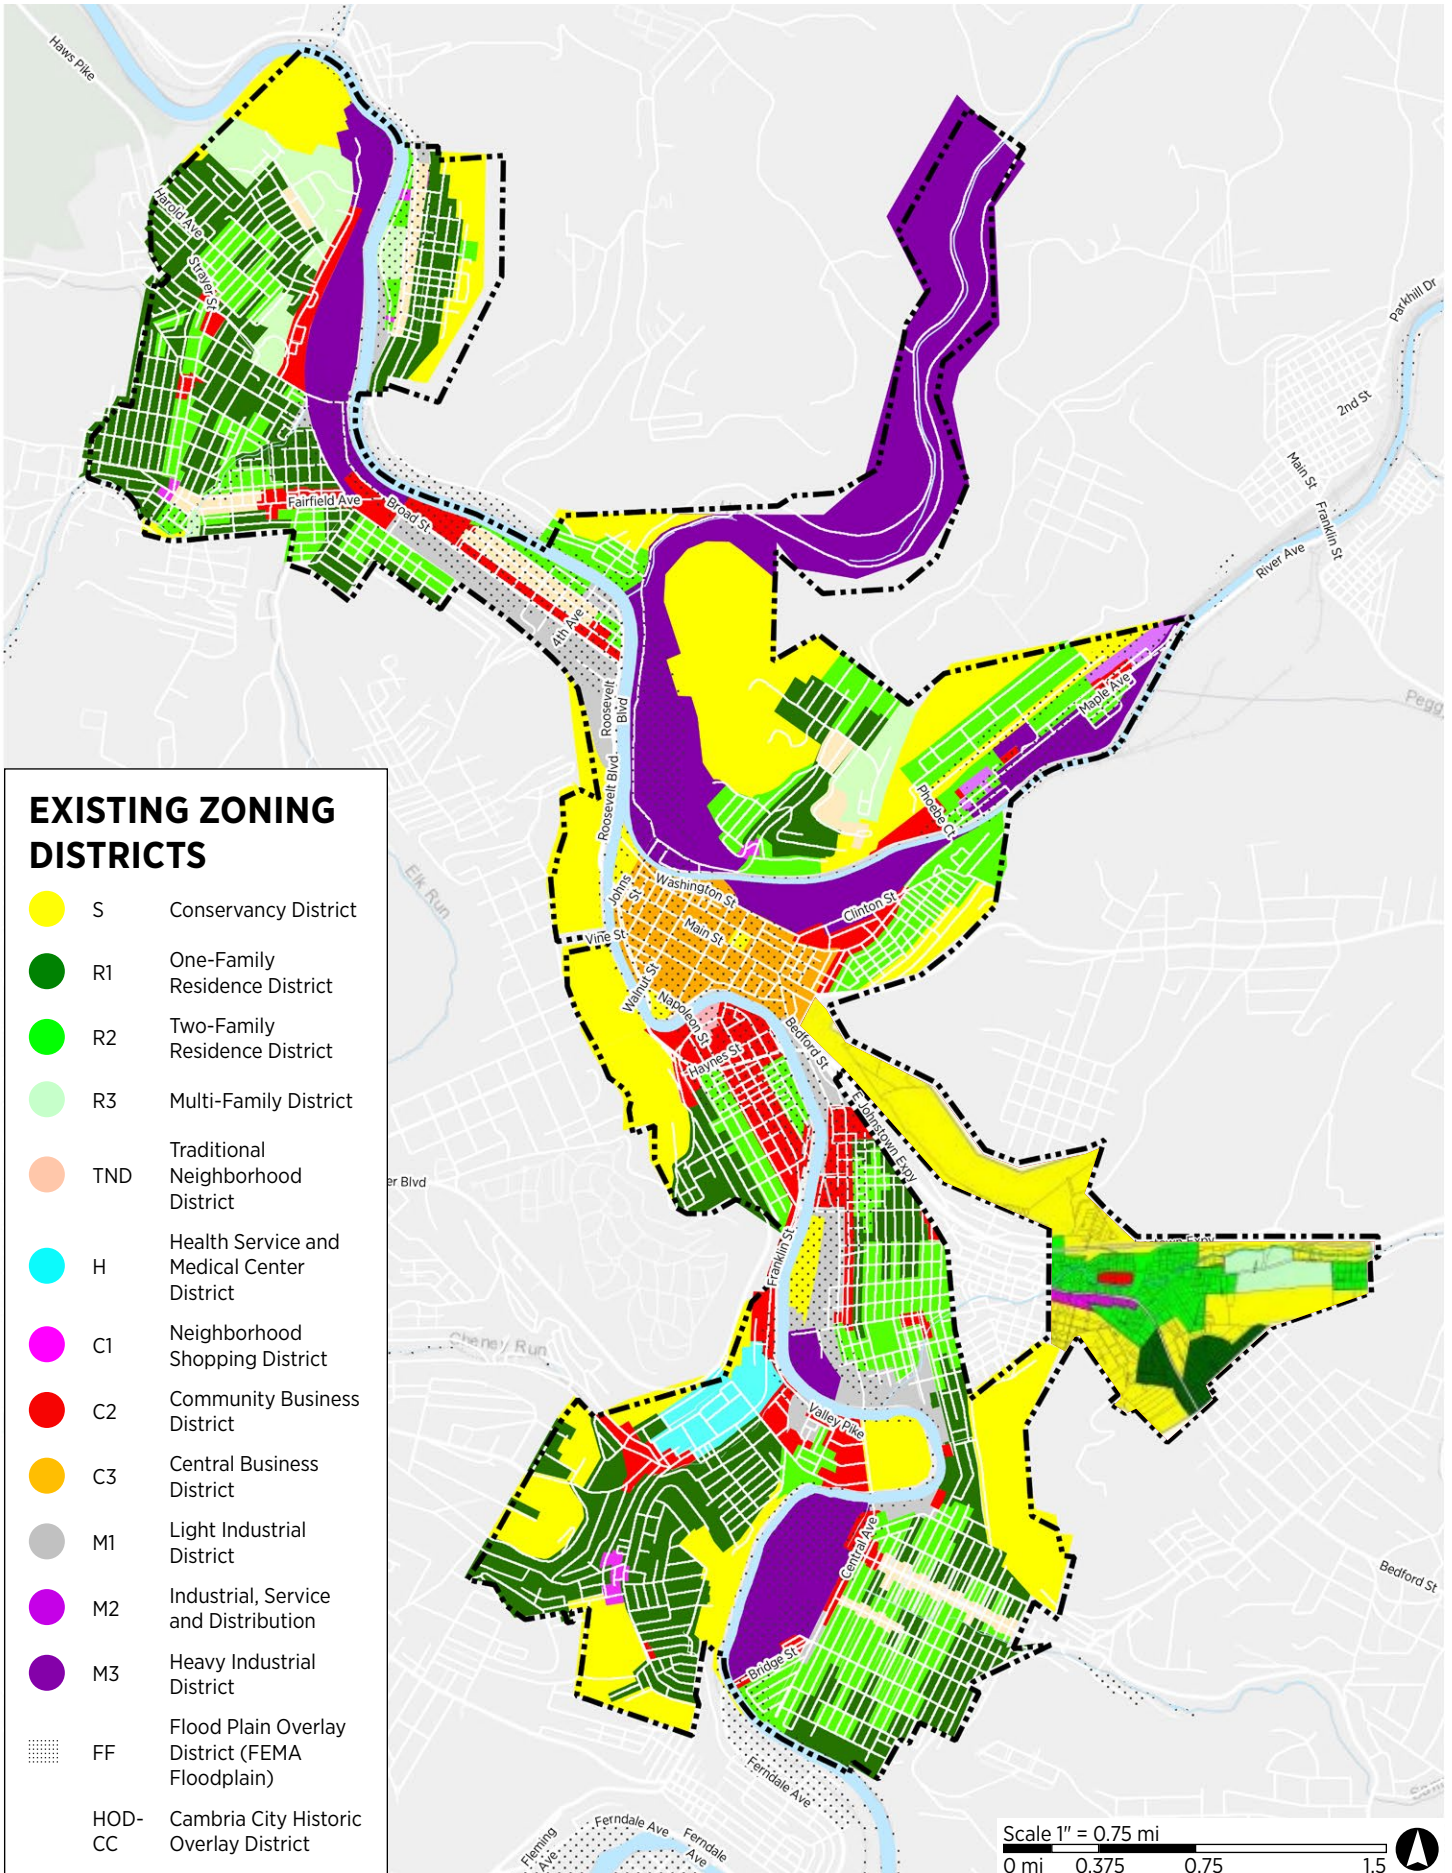 Haws Pike
Harold Ave
Strayer St
Fairfield Ave
Broad St
4th Ave
Roosevelt
Blvd
Roosevelt Blvd
Parkhill Dr
2nd St
Main St
Franklin St
River Ave
Maple Ave
Phoebe Ct
Washington St
Johns
St
Clinton St
Main St
Vine St
Walnut St
Napoleon St
Bedford St
Haynes St
E Johnstown Expy
Elk Run
er Blvd
Franklin St
Cheney Run
Valley Pike
Central Ave
Bridge St
Bedford St
Ferndale Ave
Ferndale Ave
Ferndale
Ave
Fleming
Ave
Pegg
EXISTING ZONING
DISTRICTS
S Conservancy District
R1 One-Family
Residence District
R2 Two-Family
Residence District
R3 Multi-Family District
TND Traditional
Neighborhood
District
H Health Service and
Medical Center
District
C1 Neighborhood
Shopping District
C2 Community Business
District
C3 Central Business
District
M1 Light Industrial
District
M2 Industrial, Service
and Distribution
M3 Heavy Industrial
District
FF Flood Plain Overlay
District (FEMA
Floodplain)
HOD-
CC Cambria City Historic
Overlay District
Scale 1" = 0.75 mi
0 mi 0.375 0.75 1.5